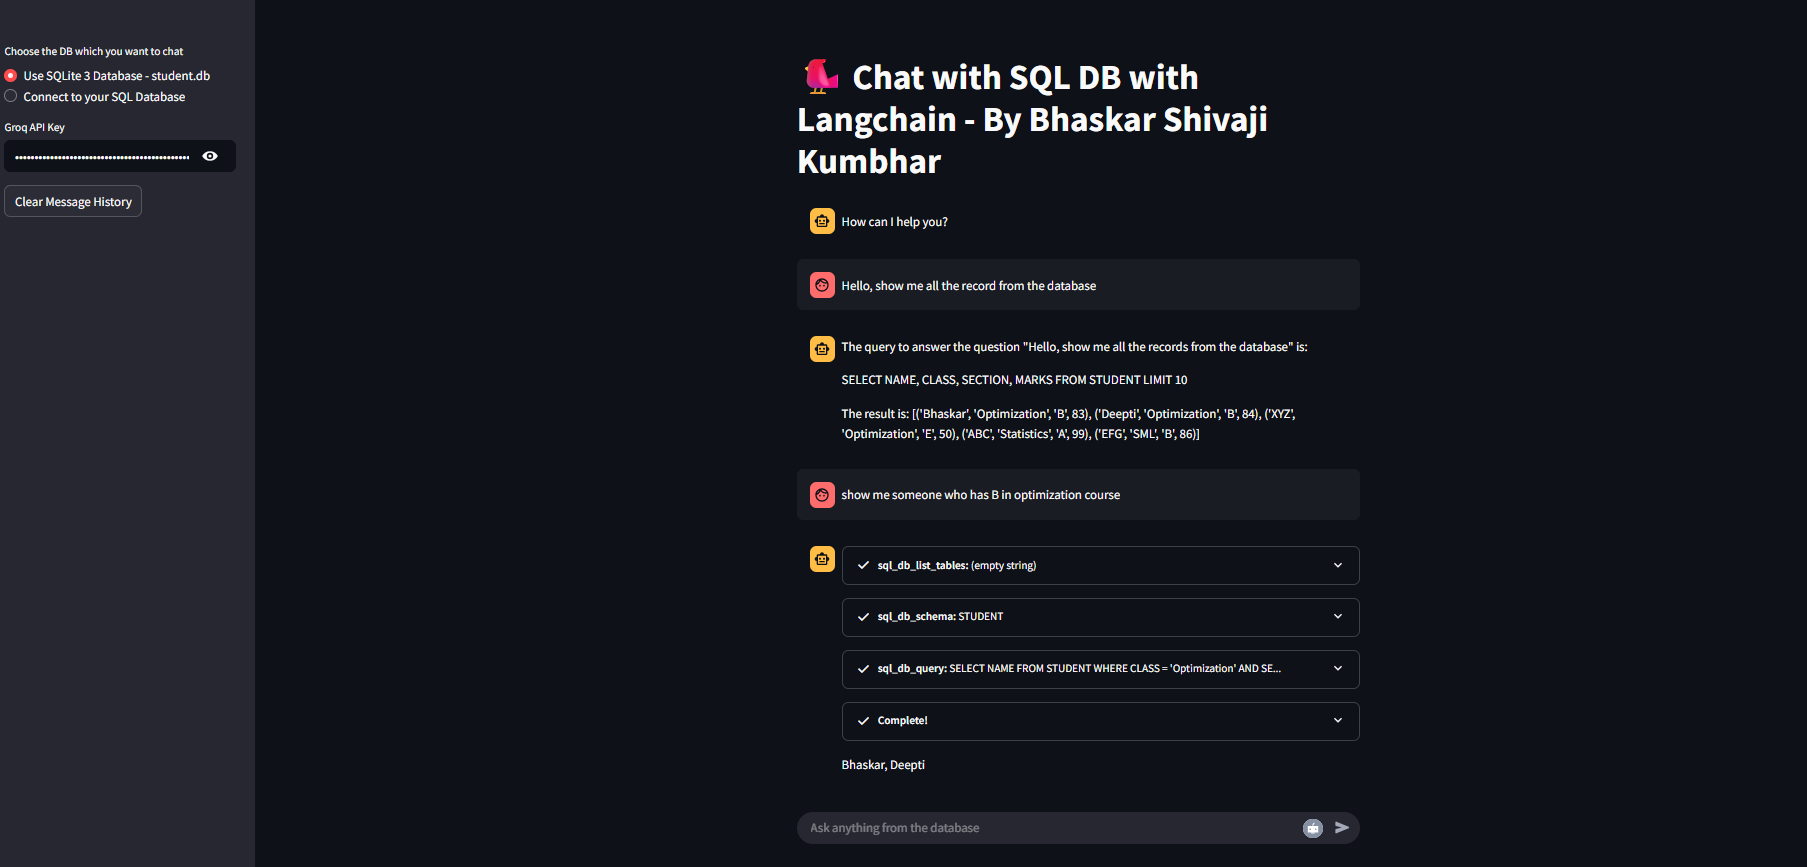 Choose the DB which you want to chat
Use SQLite 3 Database - student.db
Connect to your SQL Database
Groq API Key
Clear Message History
Chat with SQL DB with
Langchain - By Bhaskar Shivaji
Kumbhar
How can I help you?
Hello, show me all the record from the database
The query to answer the question "Hello, show me all the records from the database" is:
SELECT NAME, CLASS, SECTION, MARKS FROM STUDENT LIMIT 10
The result is: [('Bhaskar', 'Optimization', 'B', 83), ('Deepti', 'Optimization', 'B', 84), ('XYZ',
'Optimization', 'E', 50), ('ABC', 'Statistics', 'A', 99), ('EFG', 'SML', 'B', 86)]
show me someone who has B in optimization course
sql_db_list_tables: (empty string)
sql_db_schema: STUDENT
sql_db_query: SELECT NAME FROM STUDENT WHERE CLASS = 'Optimization' AND SE...
Complete!
Bhaskar, Deepti
Ask anything from the database